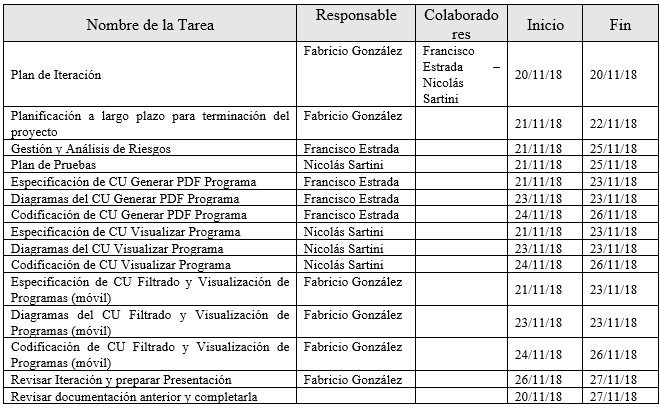 Nombre de la Tarea Responsable Colaborado
res Inicio Fin
Plan de Iteración Fabricio González Francisco
Estrada –
Nicolás
Sartini 20/11/18 20/11/18
Planificación a largo plazo para terminación del
proyecto Fabricio González 21/11/18 22/11/18
Gestión y Análisis de Riesgos Francisco Estrada 21/11/18 25/11/18
Plan de Pruebas Nicolás Sartini 21/11/18 25/11/18
Especificación de CU Generar PDF Programa Francisco Estrada 21/11/18 23/11/18
Diagramas del CU Generar PDF Programa Francisco Estrada 23/11/18 23/11/18
Codificación de CU Generar PDF Programa Francisco Estrada 24/11/18 26/11/18
Especificación de CU Visualizar Programa Nicolás Sartini 21/11/18 23/11/18
Diagramas del CU Visualizar Programa Nicolás Sartini 23/11/18 23/11/18
Codificación de CU Visualizar Programa Nicolás Sartini 24/11/18 26/11/18
Especificación de CU Filtrado y Visualización de
Programas (móvil) Fabricio González 21/11/18 23/11/18
Diagramas del CU Filtrado y Visualización de
Programas (móvil) Fabricio González 23/11/18 23/11/18
Codificación de CU Filtrado y Visualización de
Programas (móvil) Fabricio González 24/11/18 26/11/18
Revisar Iteración y preparar Presentación Fabricio González 26/11/18 27/11/18
Revisar documentación anterior y completarla 20/11/18 27/11/18